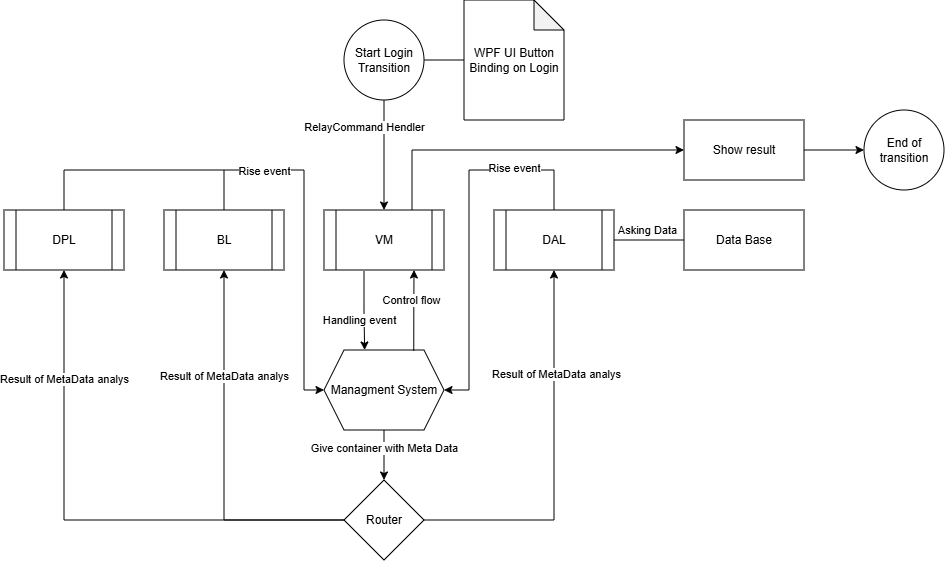 Start Login
Transition
WPF UI Button
Binding on Login
RelayCommand Hendler
Show result
End of
transition
Rise event
Rise event
DPL
BL
VM
DAL
Asking Data
Data Base
Control flow
Handling event
Result of MetaData analys
Result of MetaData analys
Managment System
Result of MetaData analys
Give container with Meta Data
Router